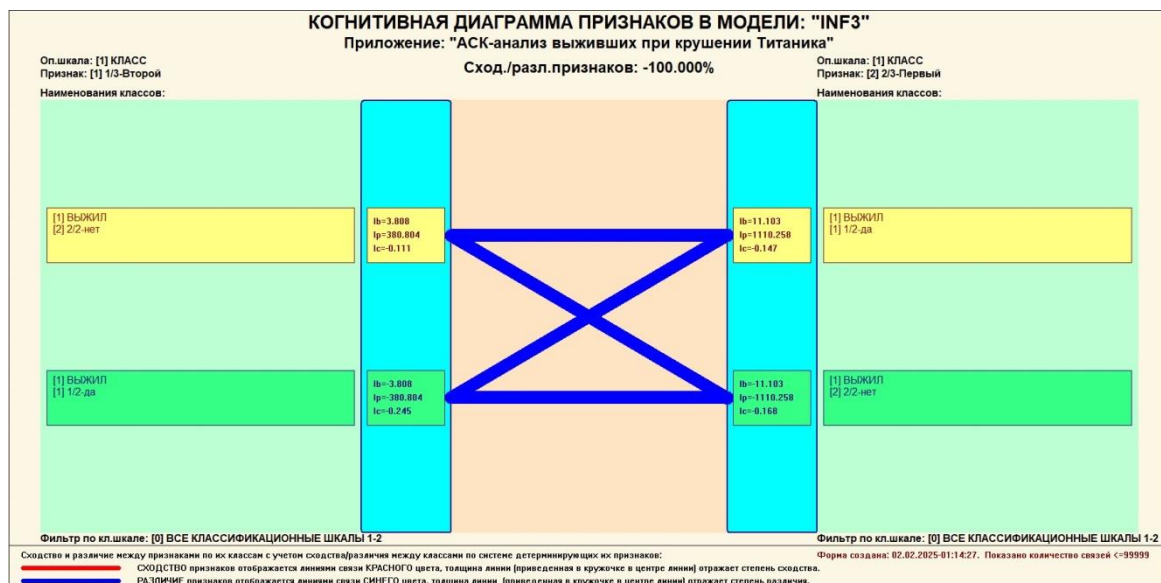 КОГНИТИВНАЯ ДИАГРАММА ПРИЗНАКОВ В МОДЕЛИ: "INF3"
Приложение: "АСК-анализ выживших при крушении Титаника"
Оп.шкала: [1] КЛАСС
Признак: [1] 1/3-Второй
Наименования классов:
Сход./разл.признаков: -100.000%
Оп.шкала: [1] КЛАСС
Признак: [2] 2/3-Первый
Наименования классов:
[1] ВЫЖИЛ
[2] 2/2-нет
Ib=3.808
Ip=380.804
Ic=-0.111
Ib=11.103
Ip=1110.258
Ic=-0.147
[1] ВЫЖИЛ
[1] 1/2-да
[1] ВЫЖИЛ
[1] 1/2-да
Ib=-3.808
Ip=-380.804
Ic=-0.245
Ib=-11.103
Ip=-1110.258
Ic=-0.168
[1] ВЫЖИЛ
[2] 2/2-нет
Фильтр по кл.шкале: [0] ВСЕ КЛАССИФИКАЦИОННЫЕ ШКАЛЫ 1-2
Фильтр по кл.шкале: [0] ВСЕ КЛАССИФИКАЦИОННЫЕ ШКАЛЫ 1-2
Сходство и различие между признаками по их классам с учетом сходства/различия между классами по системе детерминирующих их признаков:
Форма создана: 02.02.2025-01:14:27. Показано количество связей <=99999
СХОДСТВО признаков отображается линиями связи КРАСНОГО цвета, толщина линии (приведенная в кружочке в центре линии) отражает степень сходства.
РАЗЛИЧИЕ признаков отображается линиями связи СИНЕГО цвета, толщина линии (приведенная в кружочке в центре линии) отражает степень различия.